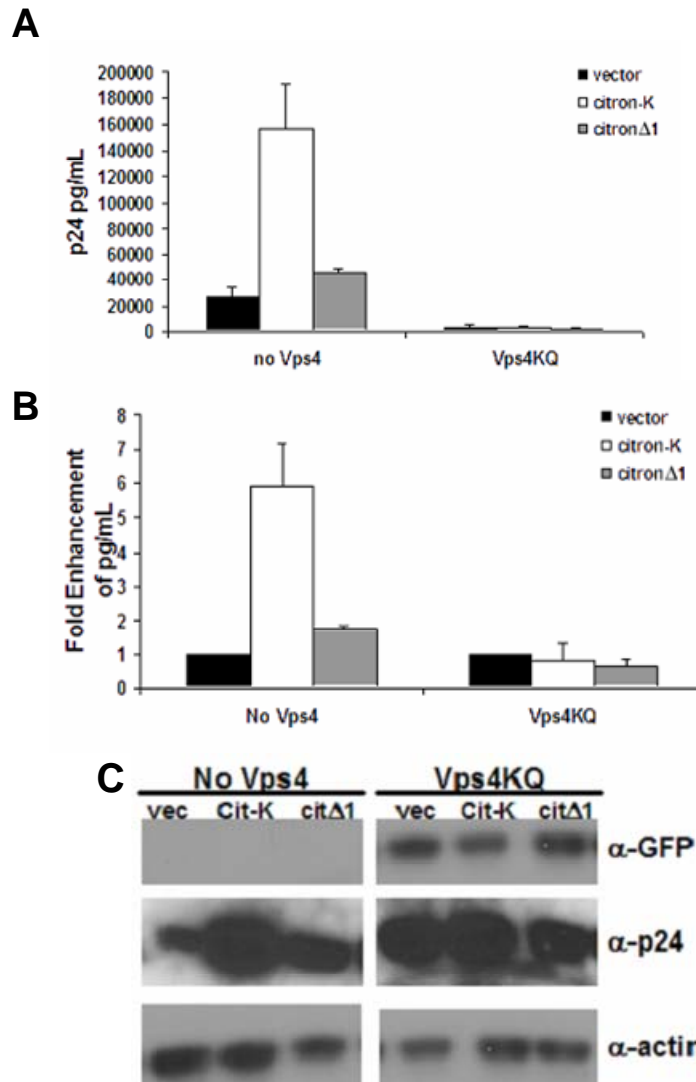 A
200000
180000
160000
140000
120000
100000
80000
60000
40000
20000
0
p24 pg/mL
vector
citron-K
citronΔ1
no Vps4 Vps4KQ
B
8
7
6
5
4
3
2
1
0
Fold Enhancement
of pg/mL
vector
citron-K
citronΔ1
No Vps4 Vps4KQ
C
No Vps4 Vps4KQ
vec Cit-K citΔ1 vec Cit-K citΔ1
α-GFP
α-p24
α-actin